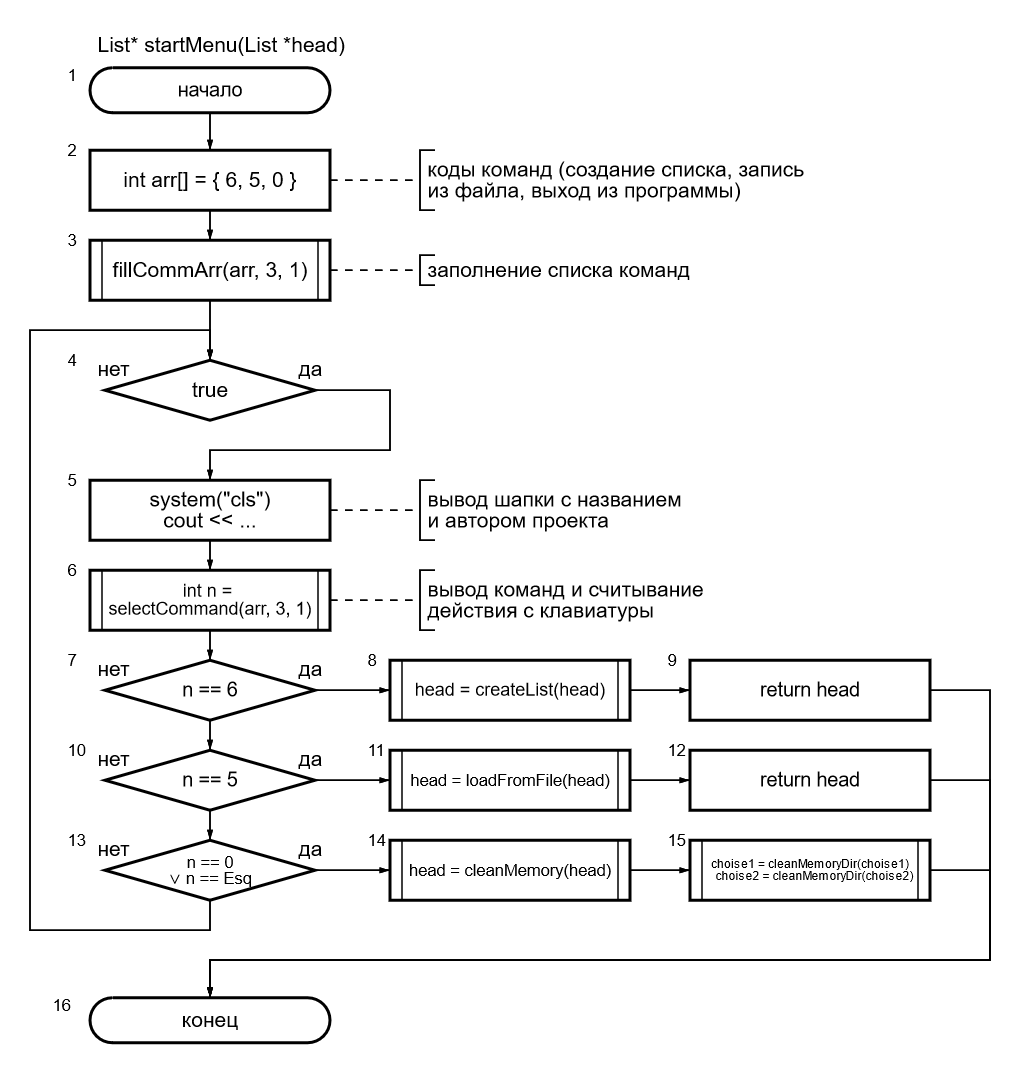 List* startMenu(List *head)
1
начало
2
int arr[] = { 6, 5, 0 }
коды команд (создание списка, запись
из файла, выход из программы)
3
fillCommArr(arr, 3, 1)
заполнение списка команд
4
нет
да
true
5
system("cls")
cout << ...
вывод шапки с названием
и автором проекта
6
int n =
selectCommand(arr, 3, 1)
вывод команд и считывание
действия с клавиатуры
7
нет
да
n == 6
8
head = createList(head)
9
return head
10
нет
да
n == 5
11
head = loadFromFile(head)
12
return head
13
нет
да
n == 0
∨ n == Esq
14
head = cleanMemory(head)
15
choise1 = cleanMemoryDir(choise1)
choise2 = cleanMemoryDir(choise2)
16
конец